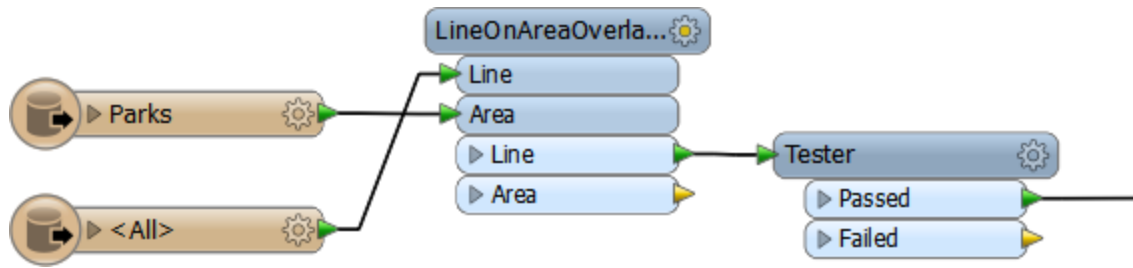 LineOnAreaOverla...
Line
Parks
Area
Line
Tester
Area
Passed
<All>
Failed